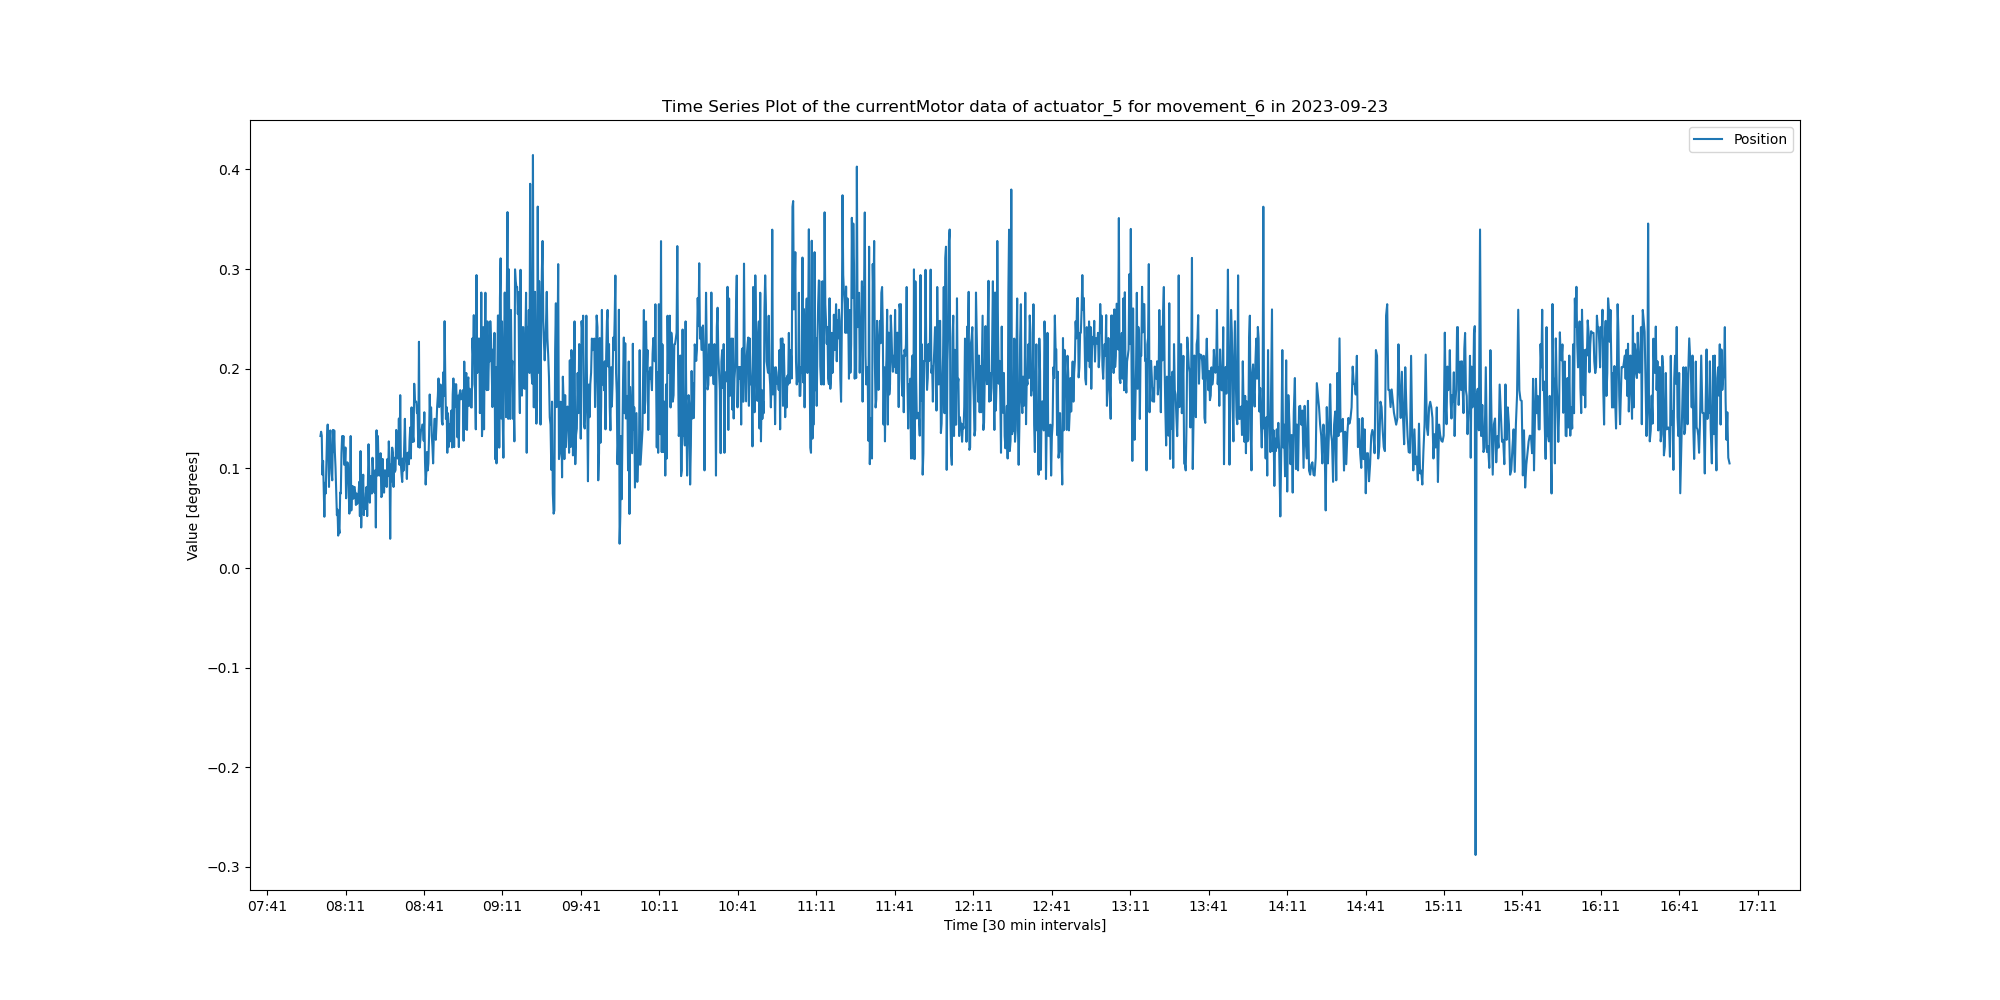 Time Series Plot of the currentMotor data of actuator_5 for movement_6 in 2023-09-23
Position
0.4
0.3
0.2
0.1
0.0
−0.1
−0.2
−0.3
Value [degrees]
07:41 08:11 08:41 09:11 09:41 10:11 10:41 11:11 11:41 12:11 12:41 13:11 13:41 14:11 14:41 15:11 15:41 16:11 16:41 17:11
Time [30 min intervals]